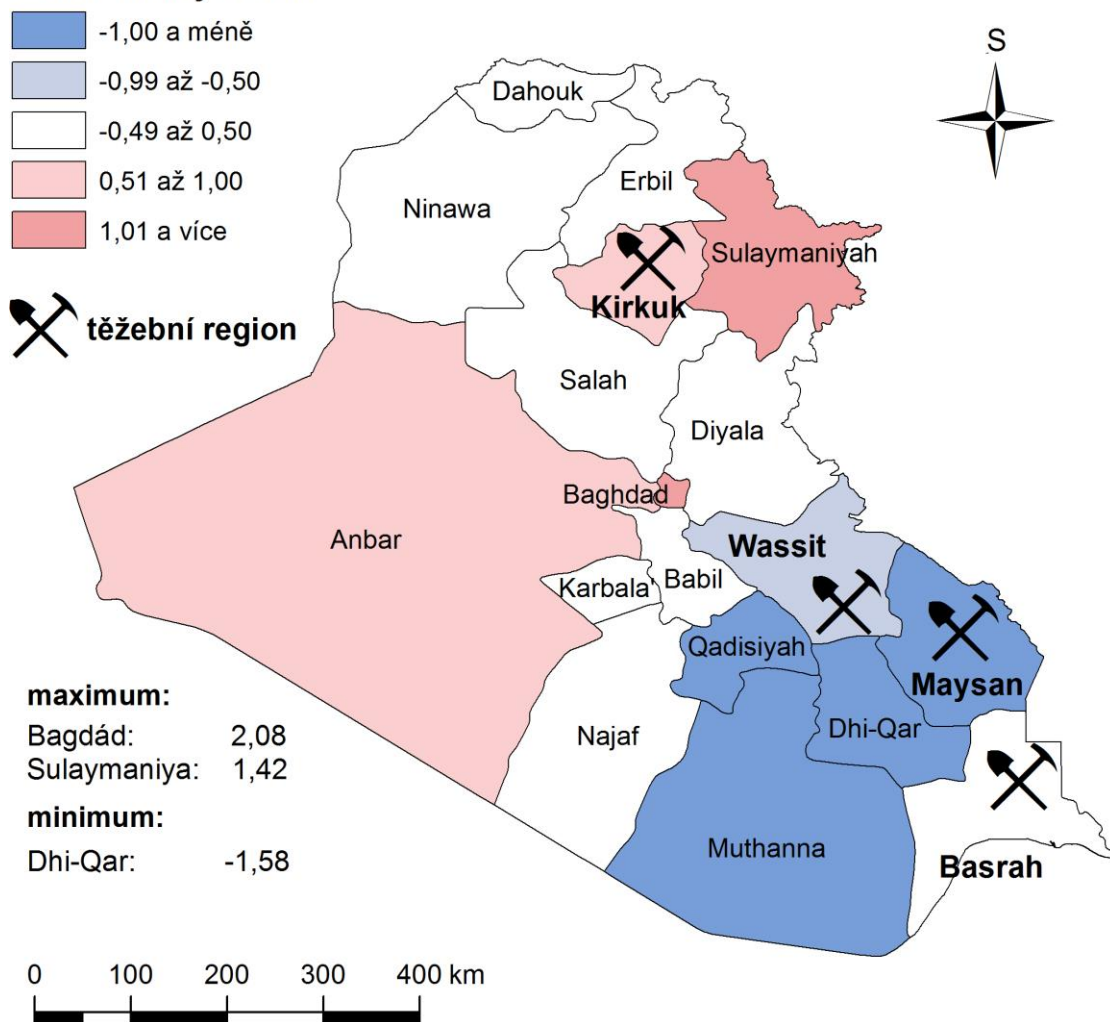 -1,00 a méně
-0,99 až -0,50
-0,49 až 0,50
0,51 až 1,00
1,01 a více
těžební region
S
Dahouk
Ninawa
Erbil
Sulaymaniyah
Kirkuk
Salah
Diyala
Baghdad
Anbar
Wassit
Karbala'
Babil
Qadisiyah
Maysan
Najaf
Dhi-Qar
Muthanna
Basrah
maximum:
Bagdád: 2,08
Sulaymaniya: 1,42
minimum:
Dhi-Qar: -1,58
0 100 200 300 400 km